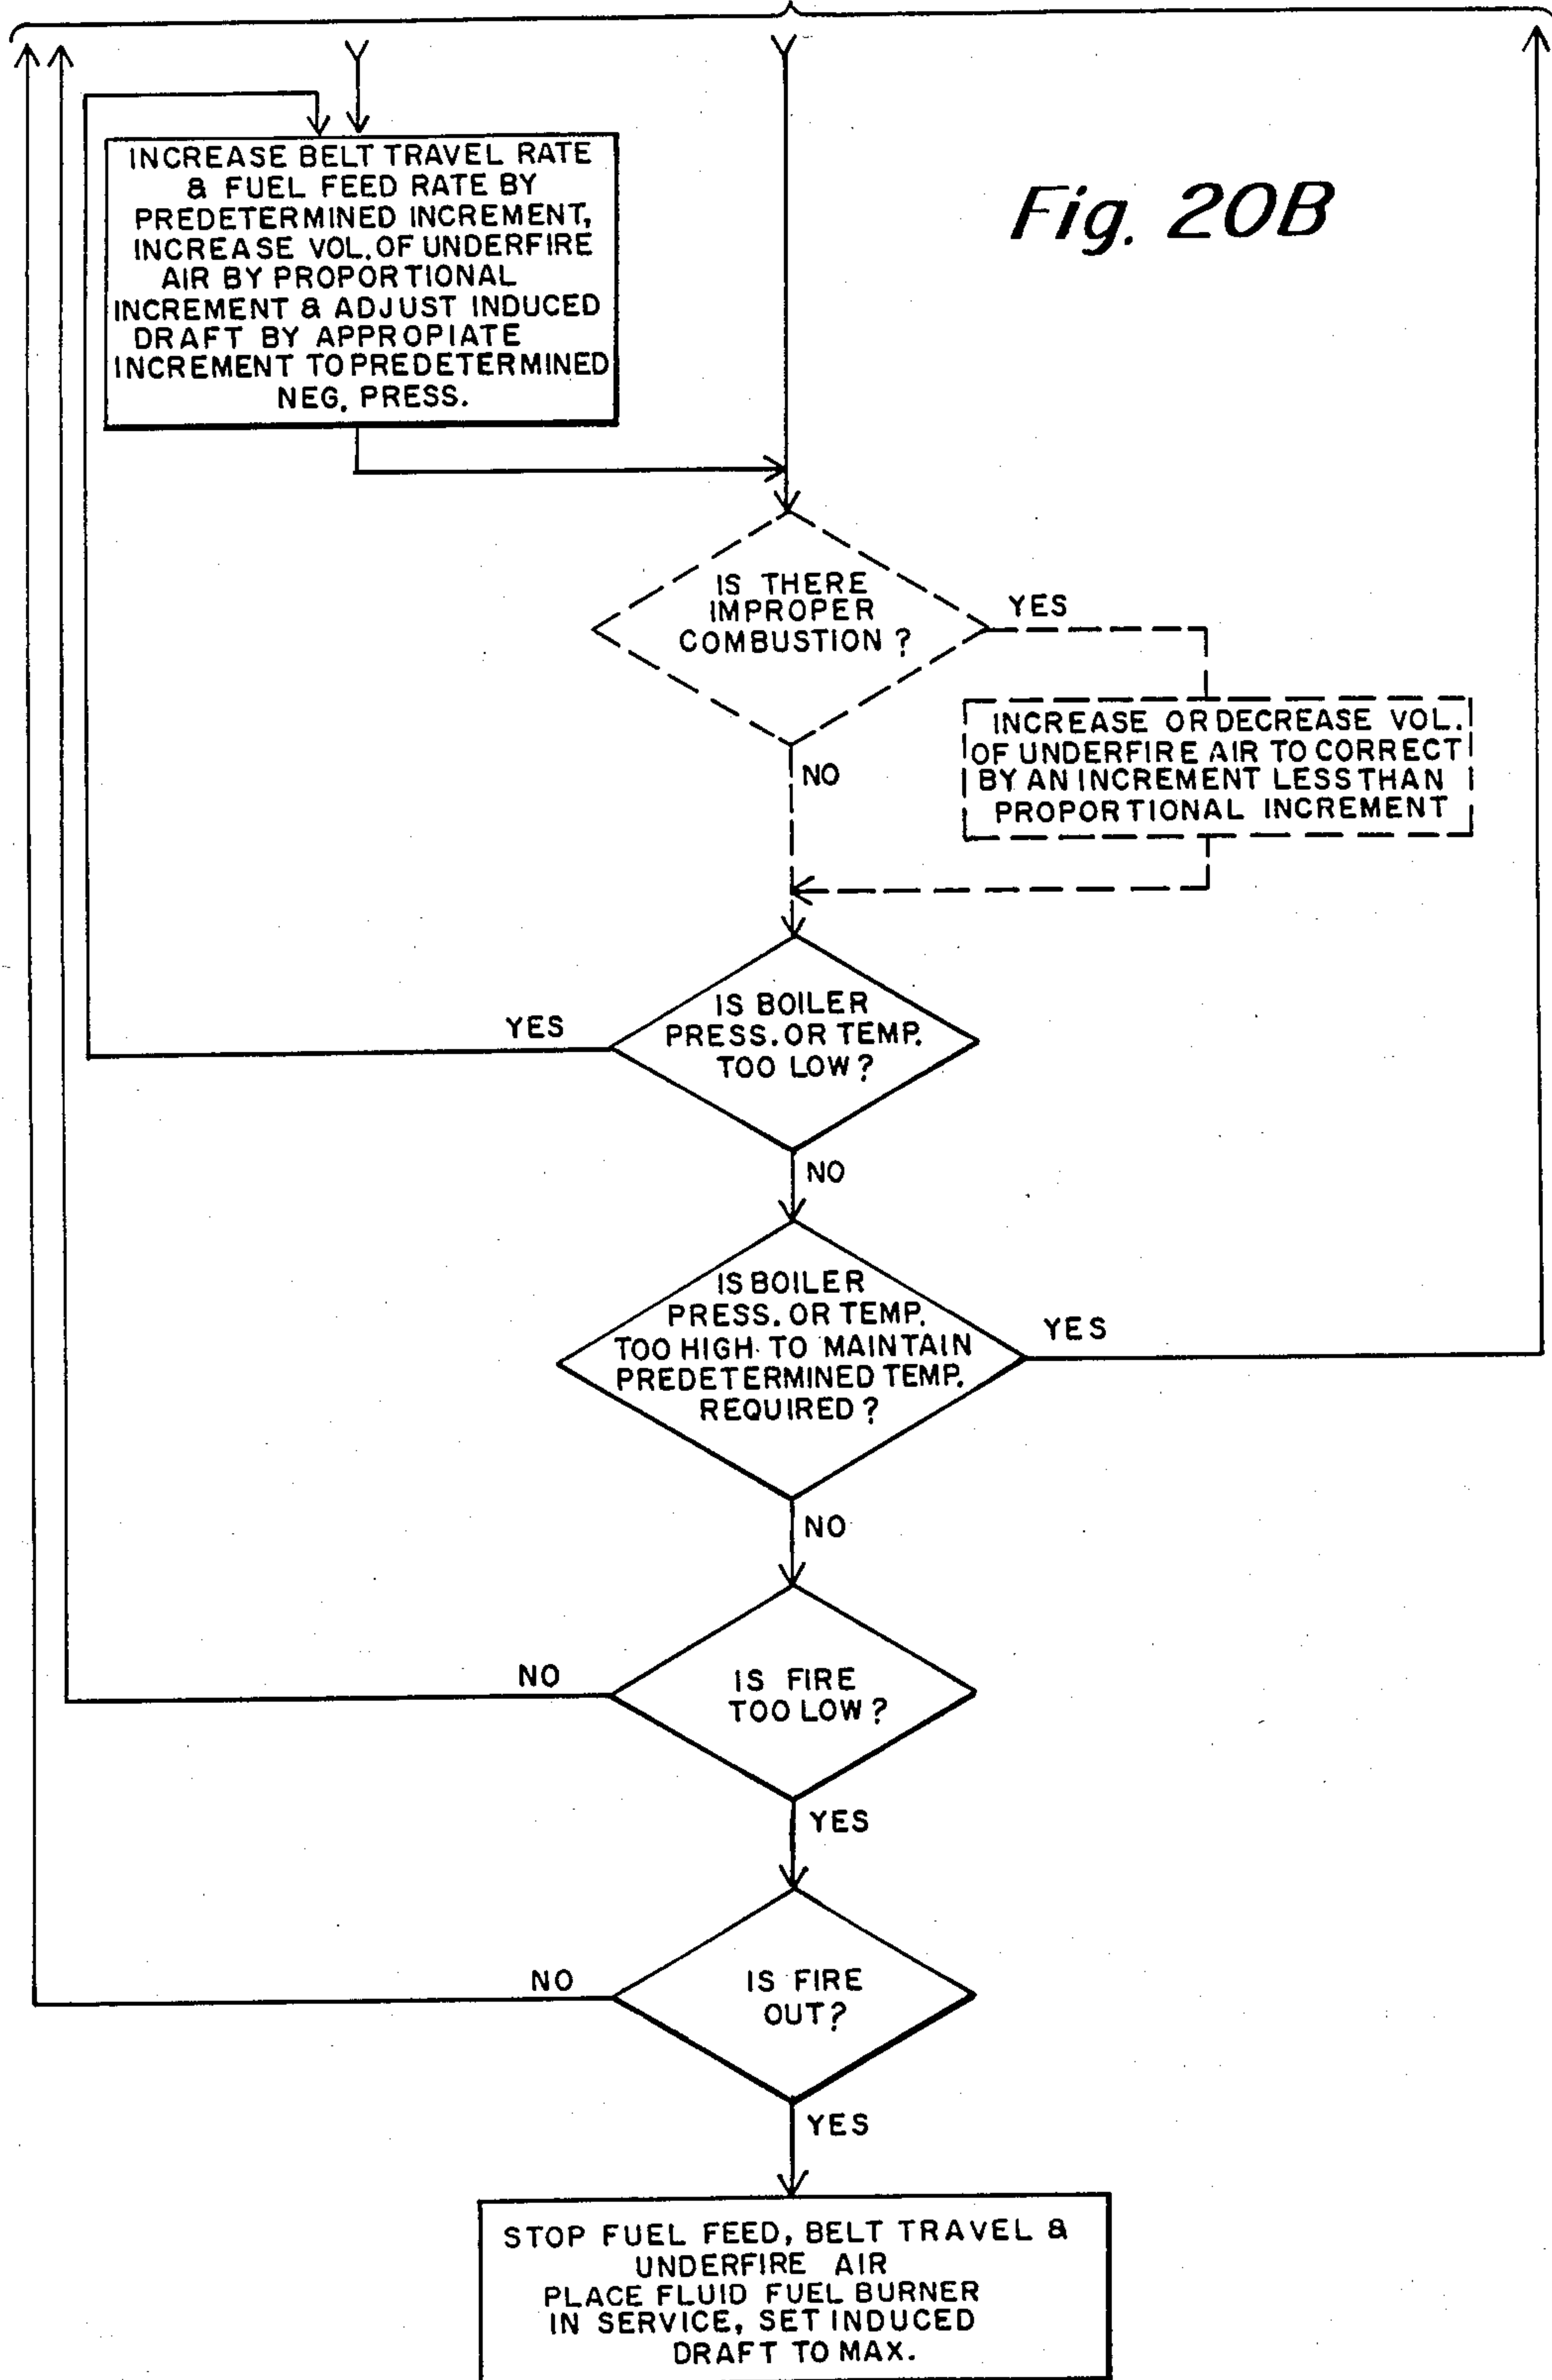 Fig. 20B
INCREASE BELT TRAVEL RATE
& FUEL FEED RATE BY
PREDETERMINED INCREMENT,
INCREASE VOL. OF UNDERFIRE
AIR BY PROPORTIONAL
INCREMENT & ADJUST INDUCED
DRAFT BY APPROPIATE
INCREMENT TO PREDETERMINED
NEG. PRESS.
IS THERE
IMPROPER
COMBUSTION ?
YES
NO
INCREASE OR DECREASE VOL.
OF UNDERFIRE AIR TO CORRECT
BY AN INCREMENT LESS THAN
PROPORTIONAL INCREMENT
IS BOILER
PRESS. OR TEMP.
TOO LOW ?
YES
NO
IS BOILER
PRESS. OR TEMP.
TOO HIGH TO MAINTAIN
PREDETERMINED TEMP.
REQUIRED ?
YES
NO
IS FIRE
TOO LOW ?
NO
YES
IS FIRE
OUT ?
NO
YES
STOP FUEL FEED, BELT TRAVEL &
UNDERFIRE AIR
PLACE FLUID FUEL BURNER
IN SERVICE, SET INDUCED
DRAFT TO MAX.